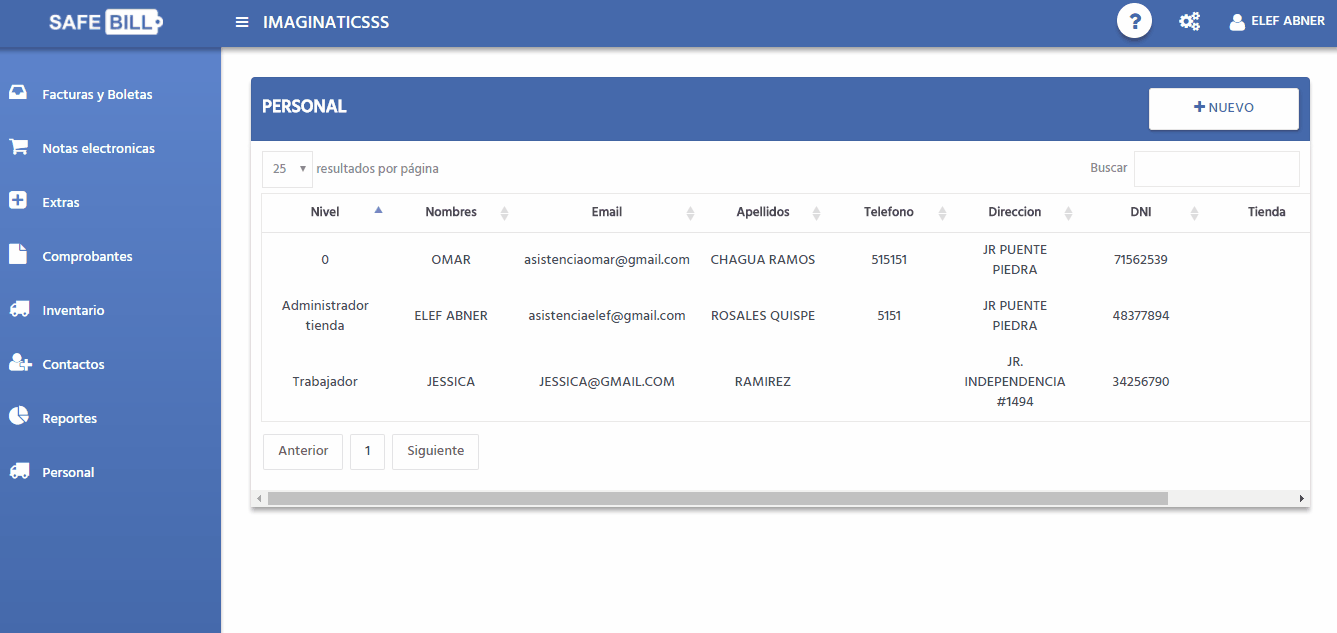 SAFE BILL
IMAGINATICSSS
?
ELEF ABNER
Facturas y Boletas
Notas electronicas
Extras
Comprobantes
Inventario
Contactos
Reportes
Personal
PERSONAL
+ NUEVO
25 resultados por página
Buscar
Nivel Nombres Email Apellidos Telefono Direccion DNI Tienda
0 OMAR asistenciaomar@gmail.com CHAGUA RAMOS 515151 JR PUENTE PIEDRA 71562539
Administrador tienda ELEF ABNER asistenciaelef@gmail.com ROSALES QUISPE 5151 JR PUENTE PIEDRA 48377894
Trabajador JESSICA JESSICA@GMAIL.COM RAMIREZ JR. INDEPENDENCIA #1494 34256790
Anterior 1 Siguiente